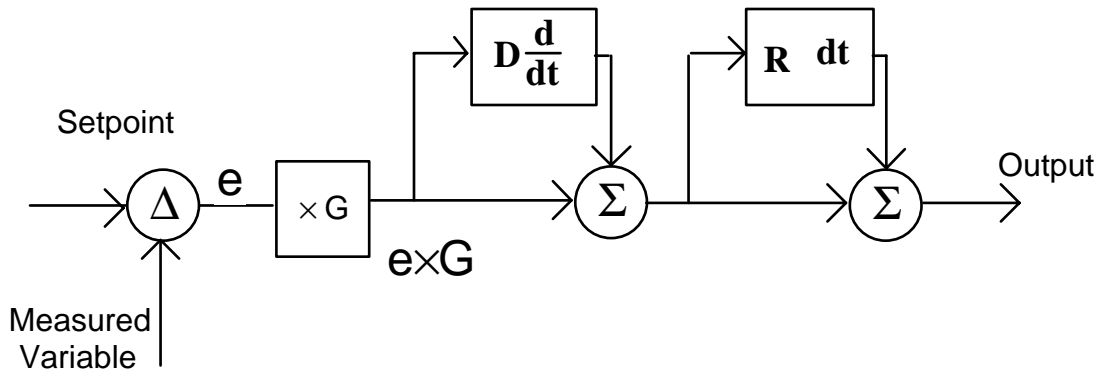 D d
dt
R dt
Setpoint
Output
Δ
e
× G
Σ
Σ
e×G
Measured
Variable